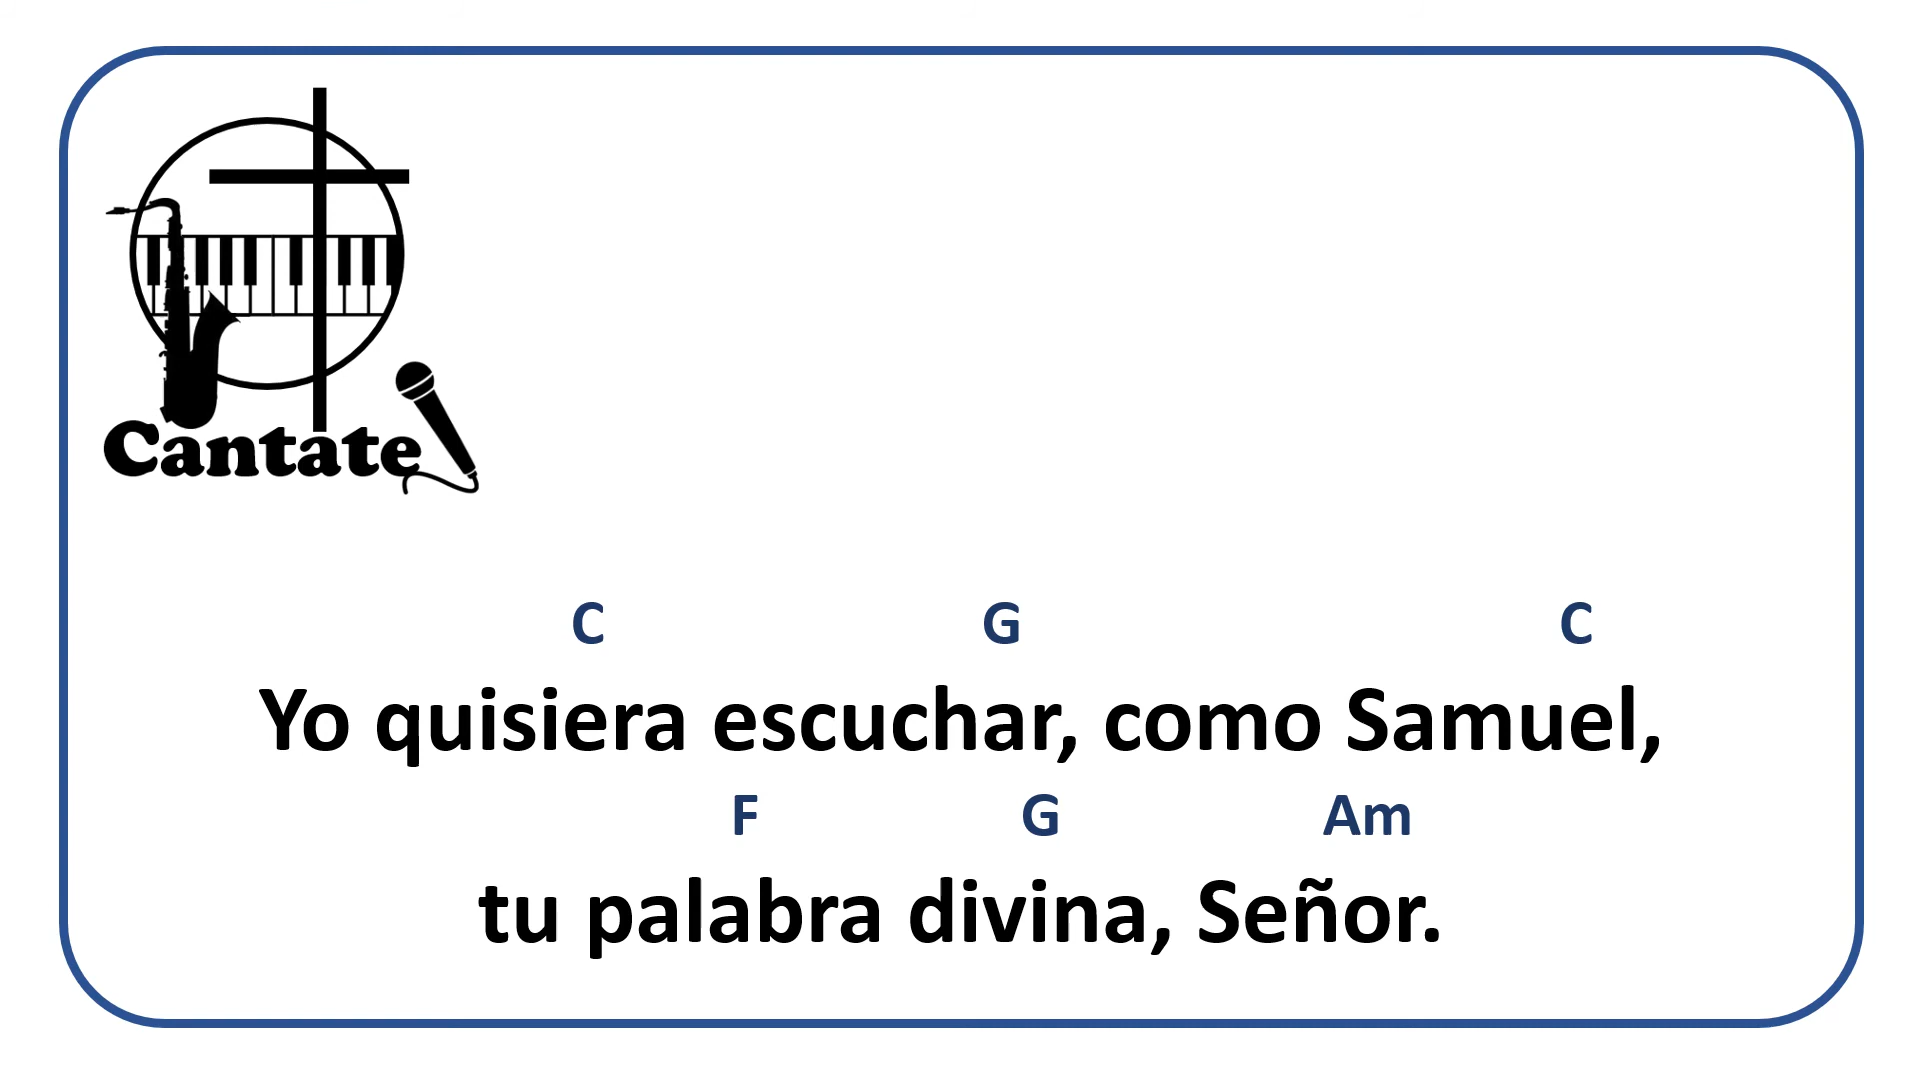 Cantate
C G C
Yo quisiera escuchar, como Samuel,
F G Am
tu palabra divina, Señor.